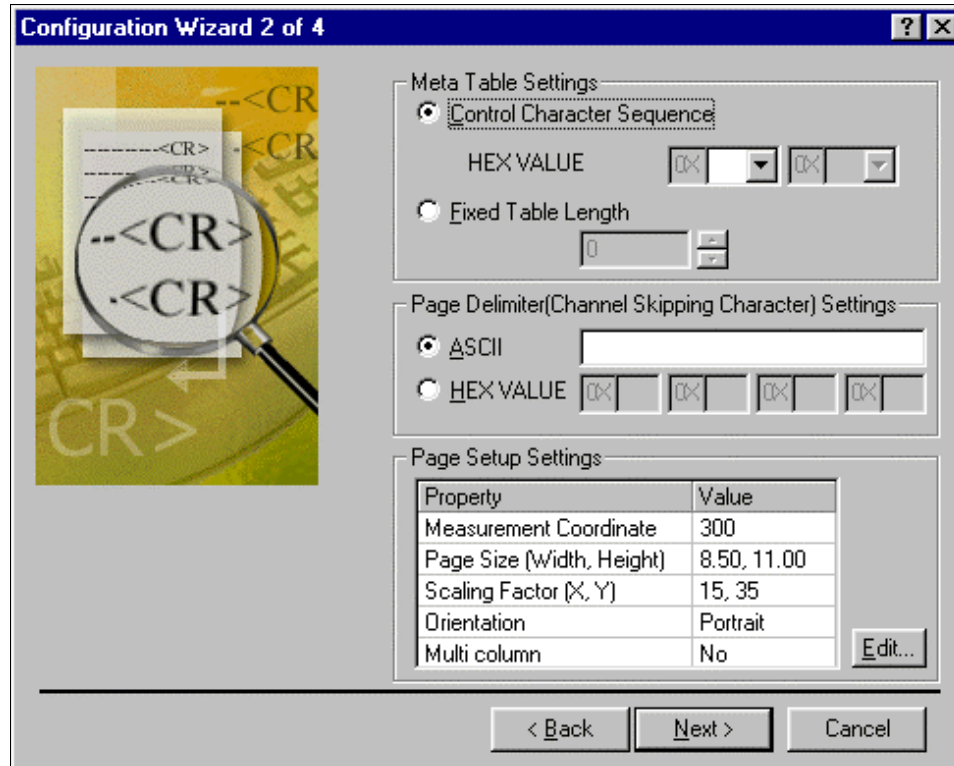 Configuration Wizard 2 of 4
--<CR
-<CR
---------<CR>
--<CR>
-<CR>
CR>
Meta Table Settings
Control Character Sequence
HEX VALUE 0X 0X
Fixed Table Length
0
Page Delimiter(Channel Skipping Character) Settings
ASCII
HEX VALUE 0X 0X 0X 0X
Page Setup Settings
Property Value
Measurement Coordinate 300
Page Size (Width, Height) 8.50, 11.00
Scaling Factor (X, Y) 15, 35
Orientation Portrait
Multi column No
Edit...
< Back
Next >
Cancel